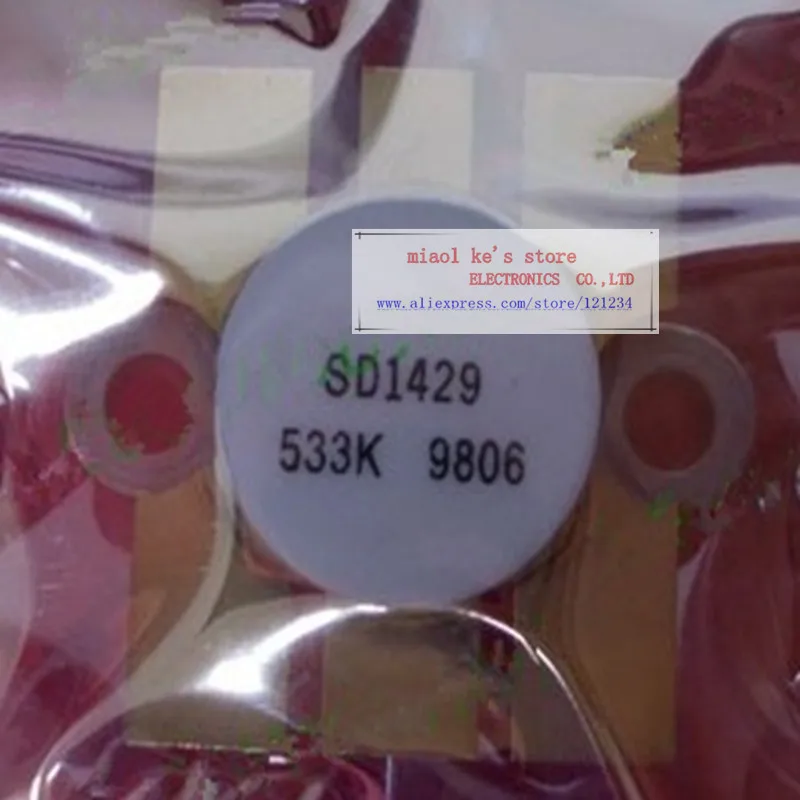 miaol ke's store
ELECTRONICS CO.,LTD
www.aliexpress.com/store/121234
SD1429
533K 9806